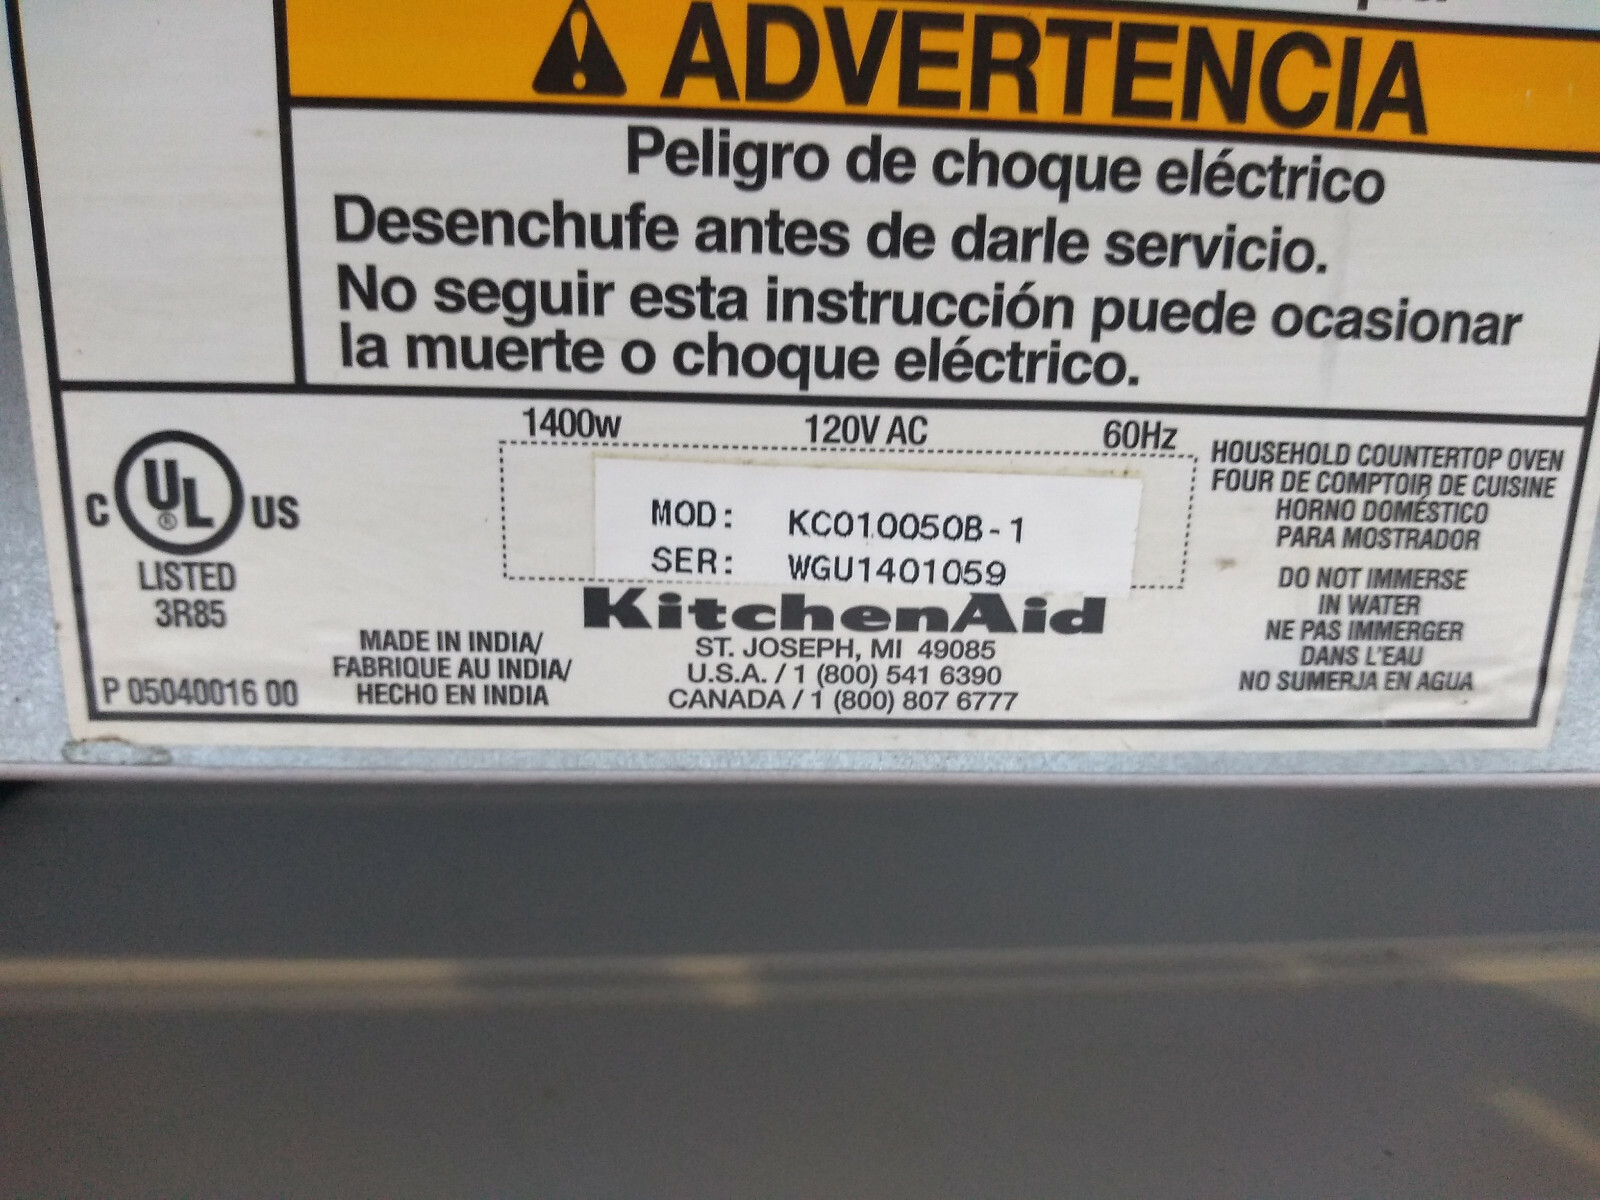 ADVERTENCIA
Peligro de choque eléctrico
Desenchufe antes de darle servicio.
No seguir esta instrucción puede ocasionar
la muerte o choque eléctrico.
1400w 120V AC 60Hz
C UL® US
LISTED
3R85
P 05040016 00
MADE IN INDIA/
FABRIQUE AU INDIA/
HECHO EN INDIA
MOD: KCO1005OB-1
SER: WGU1401059
KitchenAid
ST. JOSEPH, MI 49085
U.S.A. / 1 (800) 541 6390
CANADA / 1 (800) 807 6777
HOUSEHOLD COUNTERTOP OVEN
FOUR DE COMPTOIR DE CUISINE
HORNO DOMÉSTICO
PARA MOSTRADOR
DO NOT IMMERSE
IN WATER
NE PAS IMMERGER
DANS L'EAU
NO SUMERJA EN AGUA